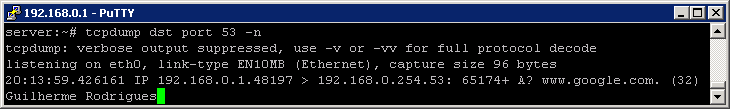 192.168.0.1 - PuTTY
server:~# tcpdump dst port 53 -n
tcpdump: verbose output suppressed, use -v or -vv for full protocol decode
listening on eth0, link-type EN10MB (Ethernet), capture size 96 bytes
20:13:59.426161 IP 192.168.0.1.48197 > 192.168.0.254.53: 65174+ A? www.google.com. (32)
Guilherme Rodrigues